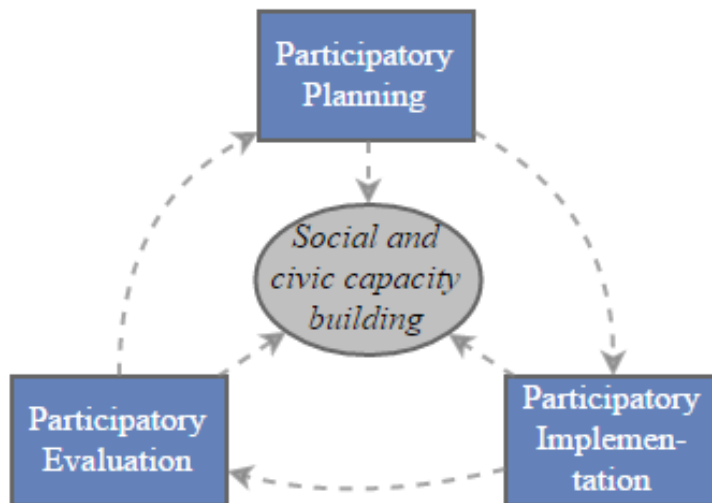 Participatory
Planning
Social and
civic capacity
building
Participatory
Evaluation
Participatory
Implemen-
tation